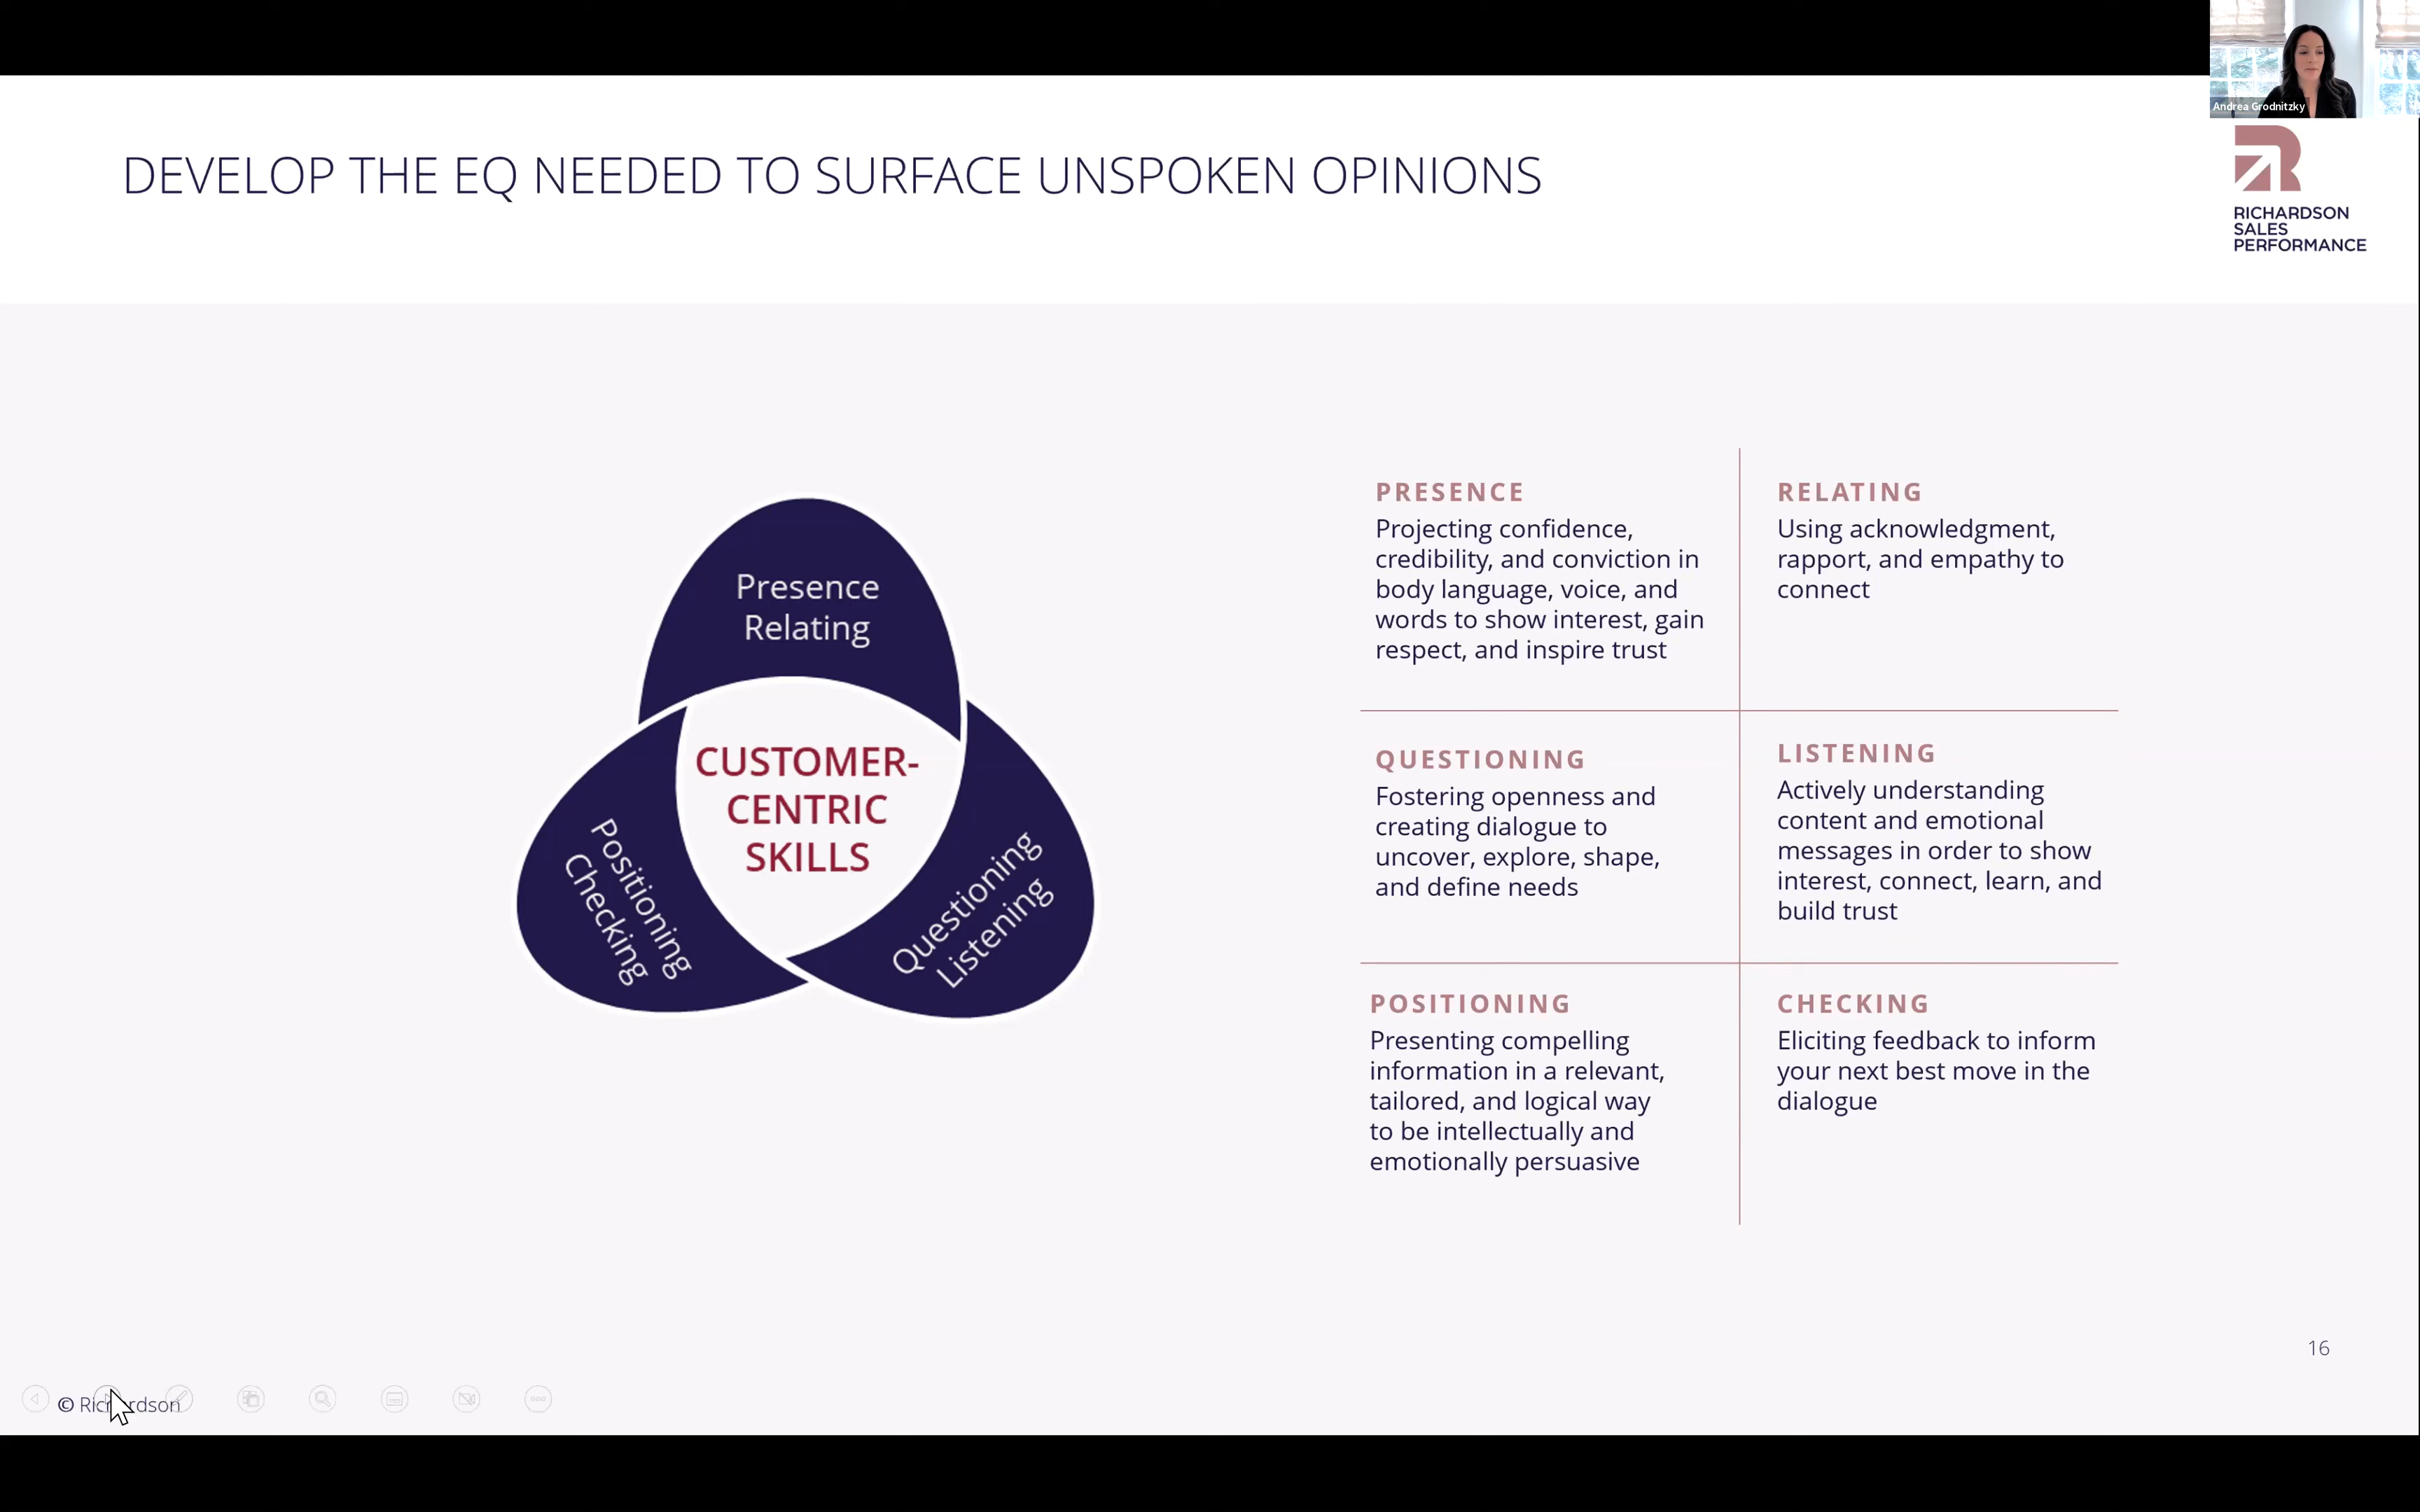 Andrea Grodnitzky
DEVELOP THE EQ NEEDED TO SURFACE UNSPOKEN OPINIONS
RICHARDSON
SALES
PERFORMANCE
Presence
Relating
CUSTOMER-
CENTRIC
SKILLS
Positioning
Checking
Questioning
Listening
PRESENCE
Projecting confidence,
credibility, and conviction in
body language, voice, and
words to show interest, gain
respect, and inspire trust
RELATING
Using acknowledgment,
rapport, and empathy to
connect
QUESTIONING
Fostering openness and
creating dialogue to
uncover, explore, shape,
and define needs
LISTENING
Actively understanding
content and emotional
messages in order to show
interest, connect, learn, and
build trust
POSITIONING
Presenting compelling
information in a relevant,
tailored, and logical way
to be intellectually and
emotionally persuasive
CHECKING
Eliciting feedback to inform
your next best move in the
dialogue
16
© Richardson